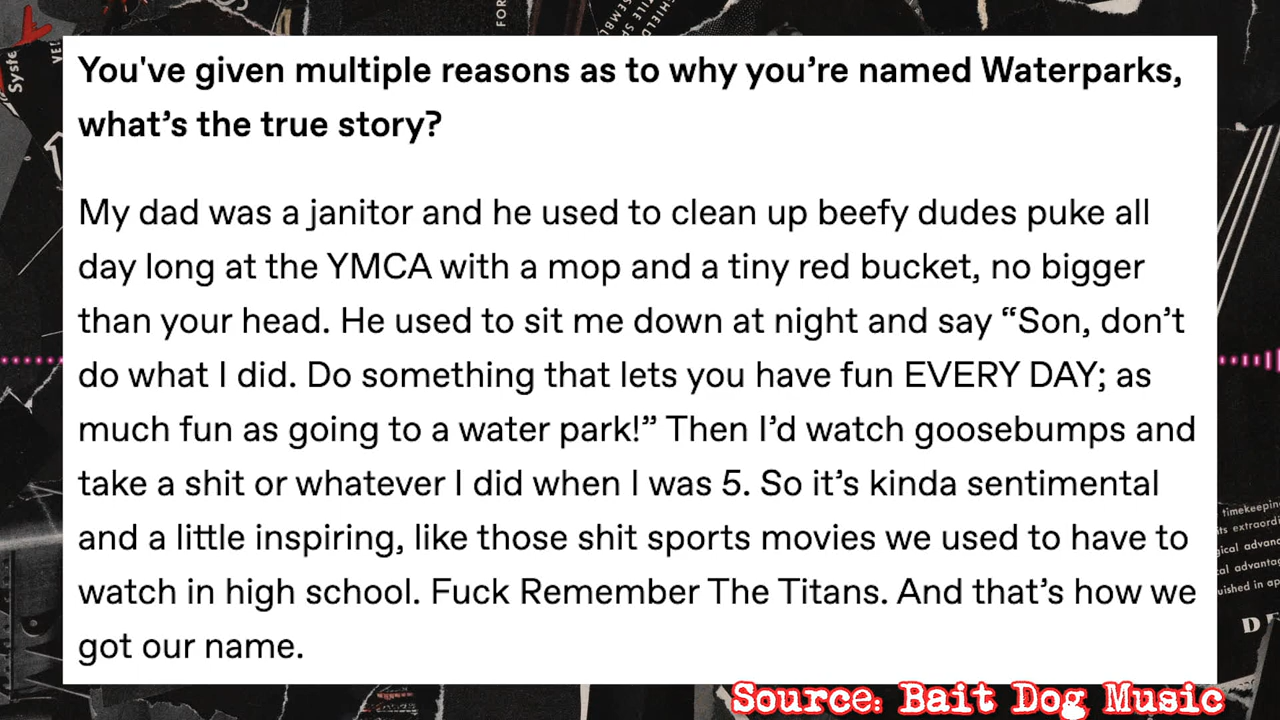 You've given multiple reasons as to why you’re named Waterparks,
what’s the true story?
My dad was a janitor and he used to clean up beefy dudes puke all
day long at the YMCA with a mop and a tiny red bucket, no bigger
than your head. He used to sit me down at night and say “Son, don’t
do what I did. Do something that lets you have fun EVERY DAY; as
much fun as going to a water park!” Then I’d watch goosebumps and
take a shit or whatever I did when I was 5. So it’s kinda sentimental
and a little inspiring, like those shit sports movies we used to have to
watch in high school. Fuck Remember The Titans. And that’s how we
got our name.
Source: Bait Dog Music